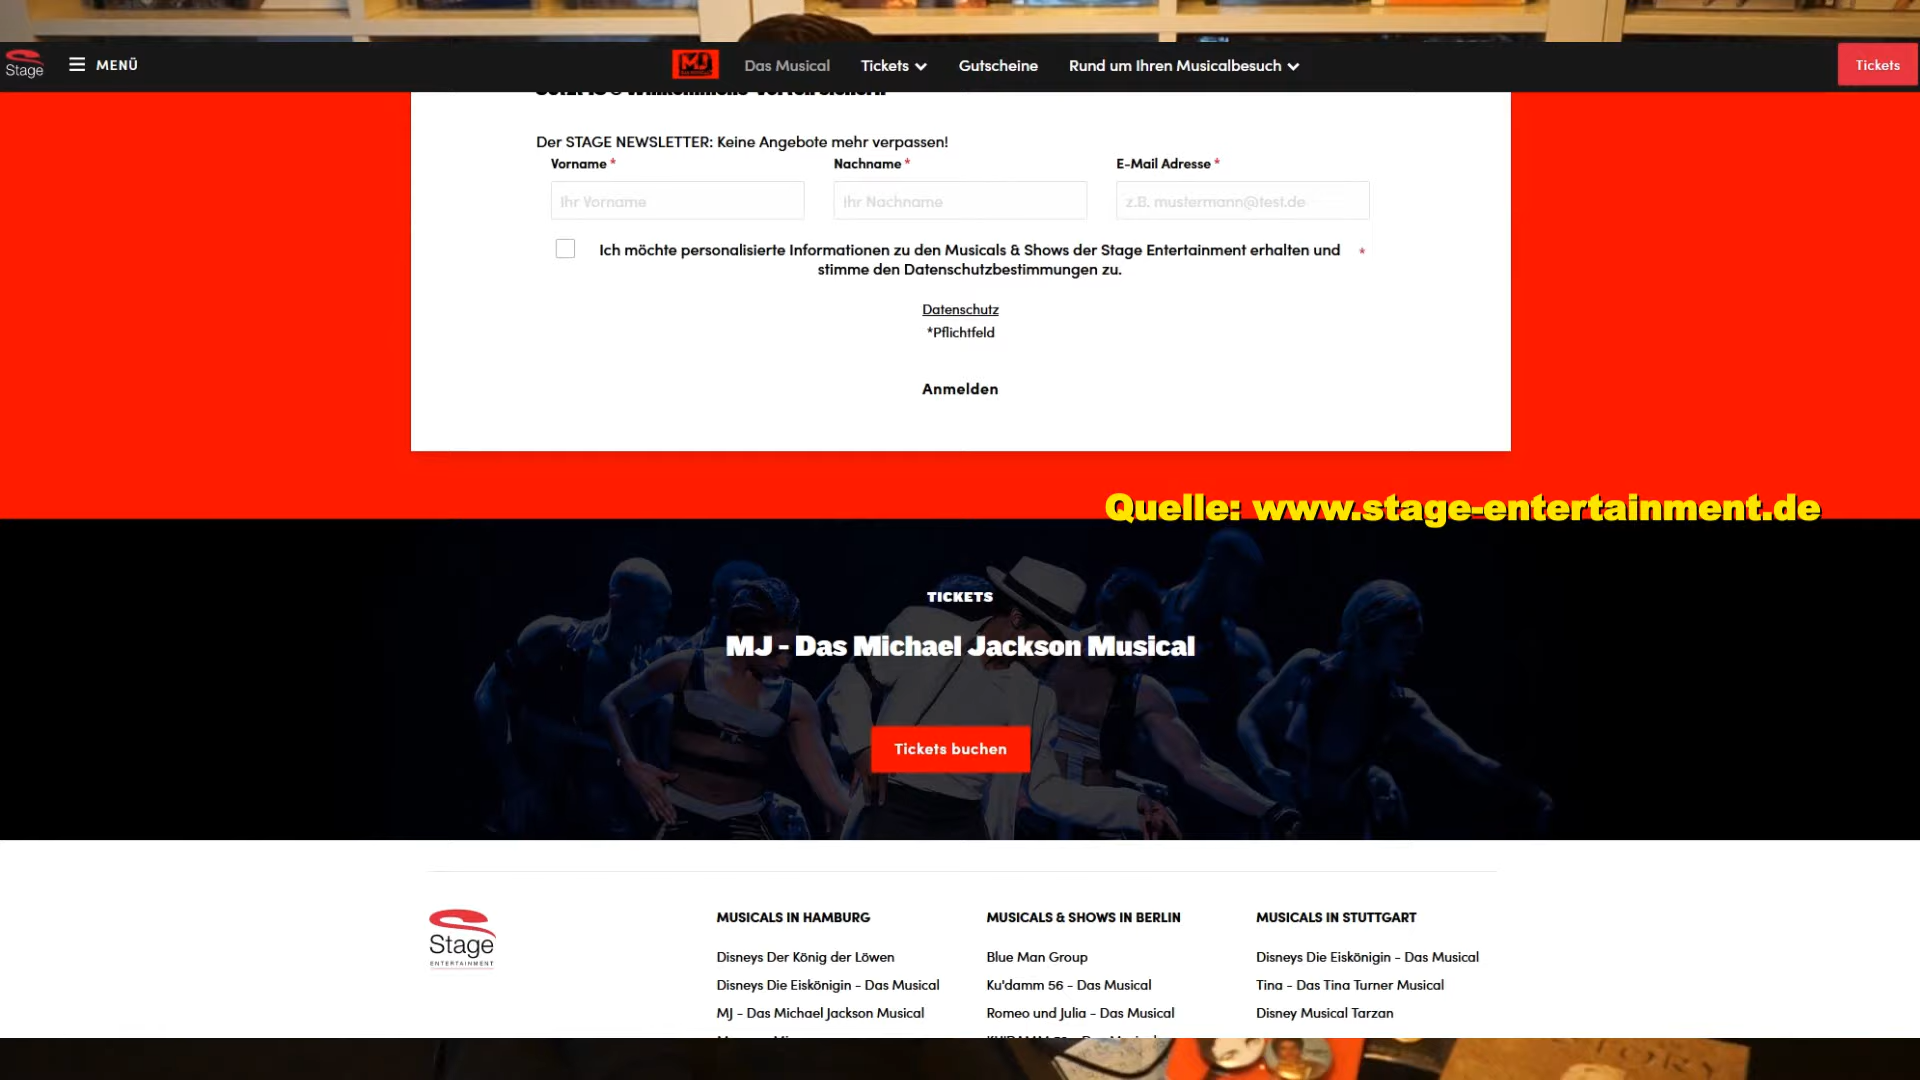 Stage
MENÜ
MJ
Das Musical
Tickets
Gutscheine
Rund um Ihren Musicalbesuch
Tickets
Der STAGE NEWSLETTER: Keine Angebote mehr verpassen!
Vorname *
Nachname *
E-Mail Adresse *
Ihr Vorname
Ihr Nachname
z.B. mustermann@test.de
Ich möchte personalisierte Informationen zu den Musicals & Shows der Stage Entertainment erhalten und *
stimme den Datenschutzbestimmungen zu.
Datenschutz
*Pflichtfeld
Anmelden
Quelle: www.stage-entertainment.de
TICKETS
MJ - Das Michael Jackson Musical
Tickets buchen
Stage
ENTERTAINMENT
MUSICALS IN HAMBURG
Disneys Der König der Löwen
Disneys Die Eiskönigin - Das Musical
MJ - Das Michael Jackson Musical
MUSICALS & SHOWS IN BERLIN
Blue Man Group
Ku'damm 56 - Das Musical
Romeo und Julia - Das Musical
MUSICALS IN STUTTGART
Disneys Die Eiskönigin - Das Musical
Tina - Das Tina Turner Musical
Disney Musical Tarzan